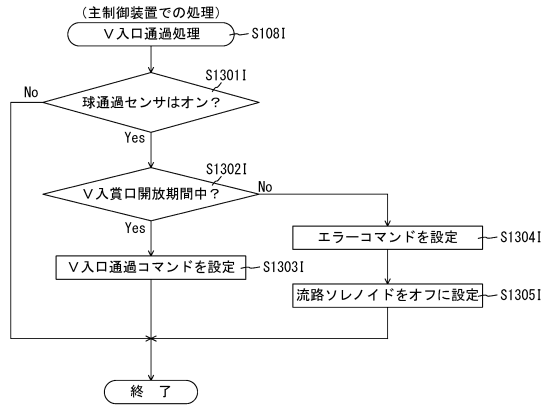 （主制御装置での処理）
Ｖ入口通過処理
S108I
S1301I
No
球通過センサはオン？
Yes
S1302I
Ｖ入賞口開放期間中？
No
Yes
エラーコマンドを設定
S1304I
Ｖ入口通過コマンドを設定
S1303I
流路ソレノイドをオフに設定
S1305I
終　了